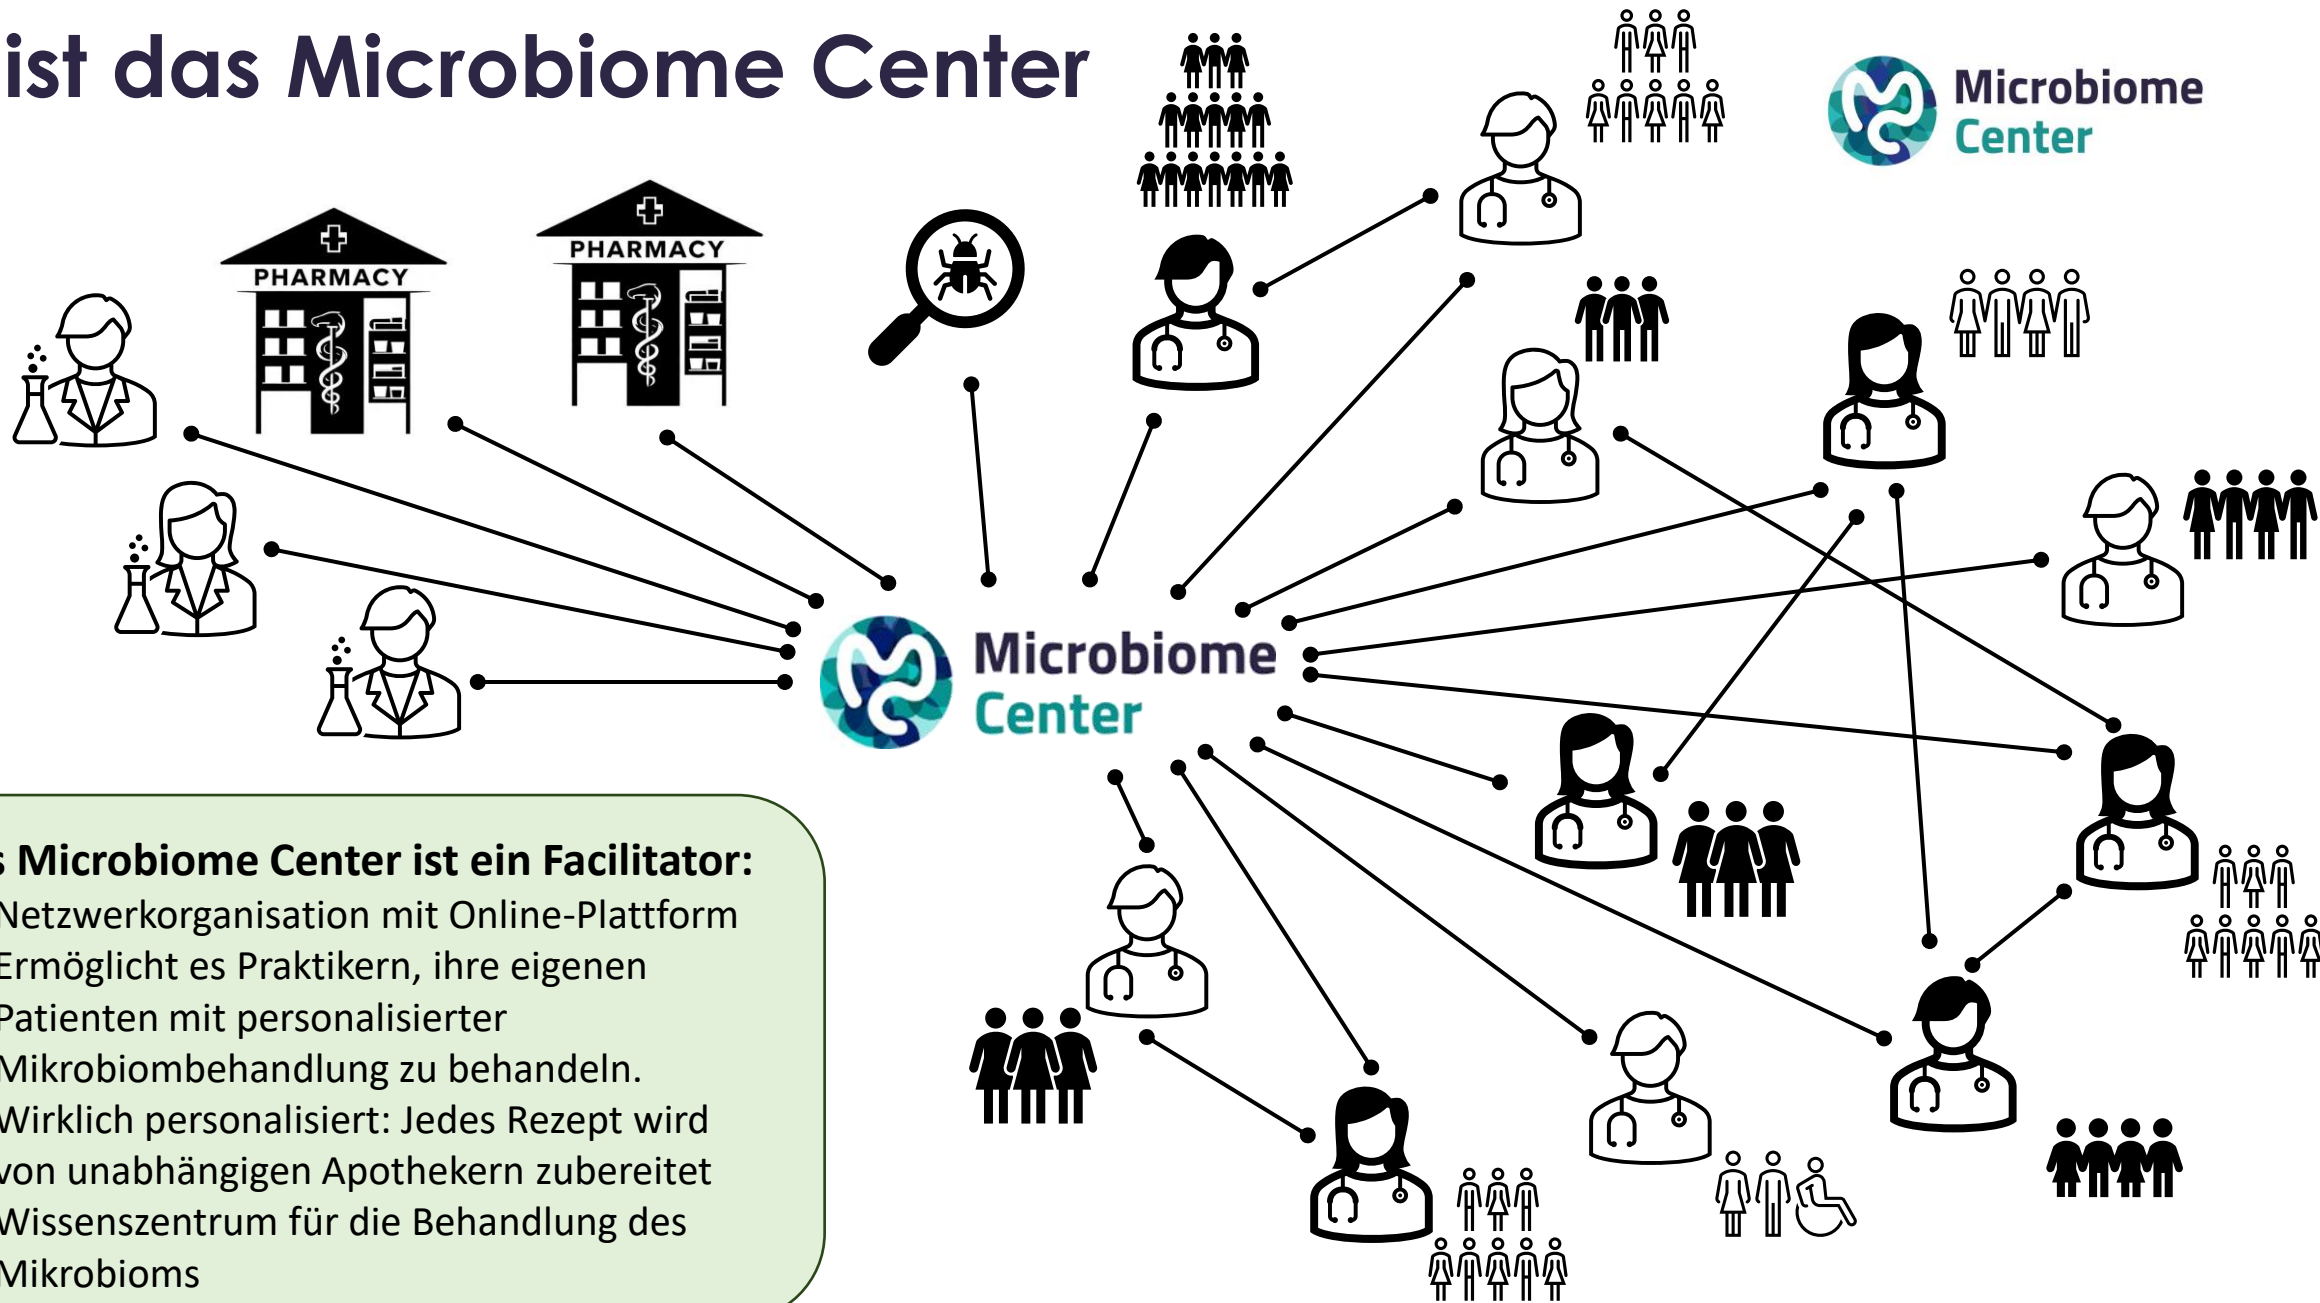 ist das Microbiome Center
Microbiome
Center
PHARMACY
PHARMACY
Microbiome
Center
s Microbiome Center ist ein Facilitator:
Netzwerkorganisation mit Online-Plattform
Ermöglicht es Praktikern, ihre eigenen
Patienten mit personalisierter
Mikrobiombehandlung zu behandeln.
Wirklich personalisiert: Jedes Rezept wird
von unabhängigen Apothekern zubereitet
Wissenszentrum für die Behandlung des
Mikrobioms